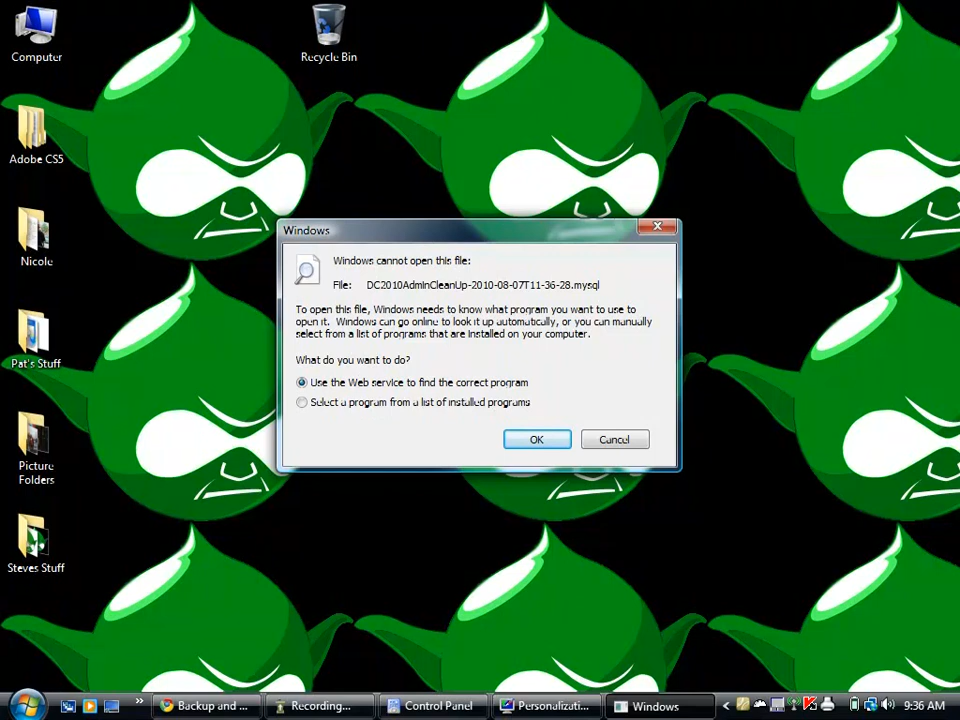 Computer
Recycle Bin
Adobe CS5
Nicole
Pat's Stuff
Picture
Folders
Steves Stuff
Windows
Windows cannot open this file:
File: DC2010AdminCleanUp-2010-08-07T11-36-28.mysql
To open this file, Windows needs to know what program you want to use to
open it. Windows can go online to look it up automatically, or you can manually
select from a list of programs that are installed on your computer.
What do you want to do?
Use the Web service to find the correct program
Select a program from a list of installed programs
OK
Cancel
Backup and ...
Recording...
Control Panel
Personalizati...
Windows
9:36 AM